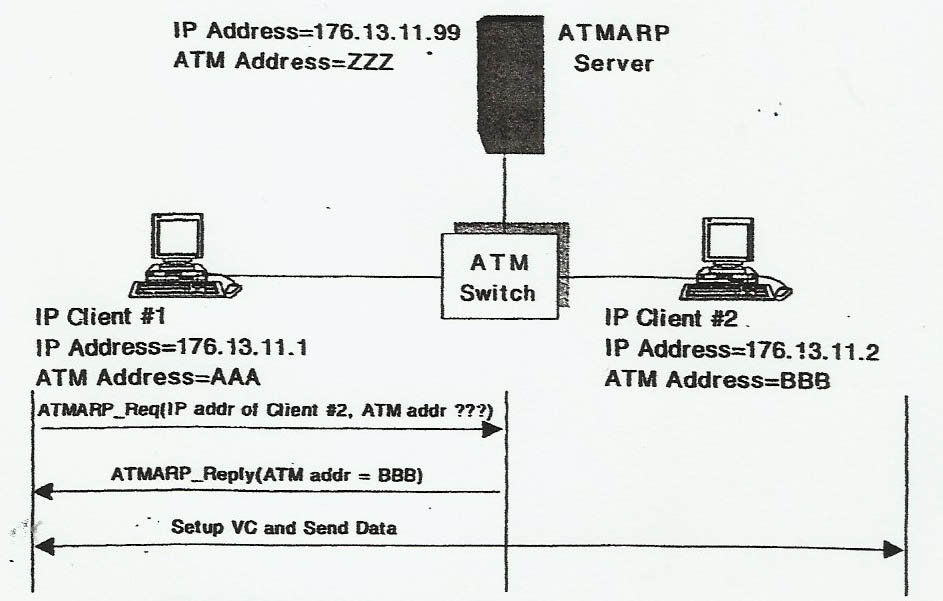 IP Address=176.13.11.99
ATM Address=ZZZ
ATMARP
Server
ATM
Switch
IP Client #1
IP Address=176.13.11.1
ATM Address=AAA
IP Client #2
IP Address=176.13.11.2
ATM Address=BBB
ATMARP_Req(IP addr of Client #2, ATM addr ???)
ATMARP_Reply(ATM addr = BBB)
Setup VC and Send Data